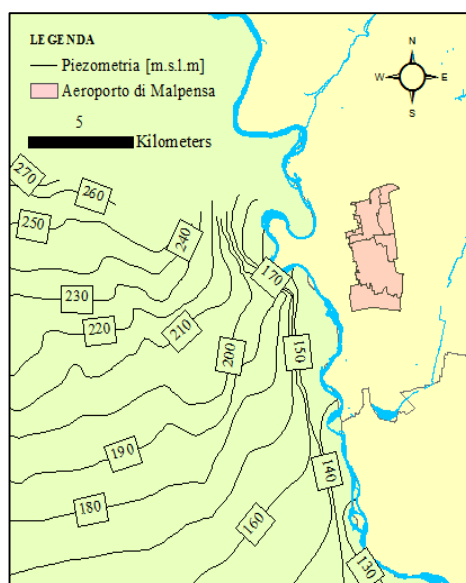 LEGENDA
Piezometria [m.s.l.m]
Aeroporto di Malpensa
5
Kilometers
N
W E
S
270
260
250
240
230
220
210
170
200
150
190
180
160
140
130